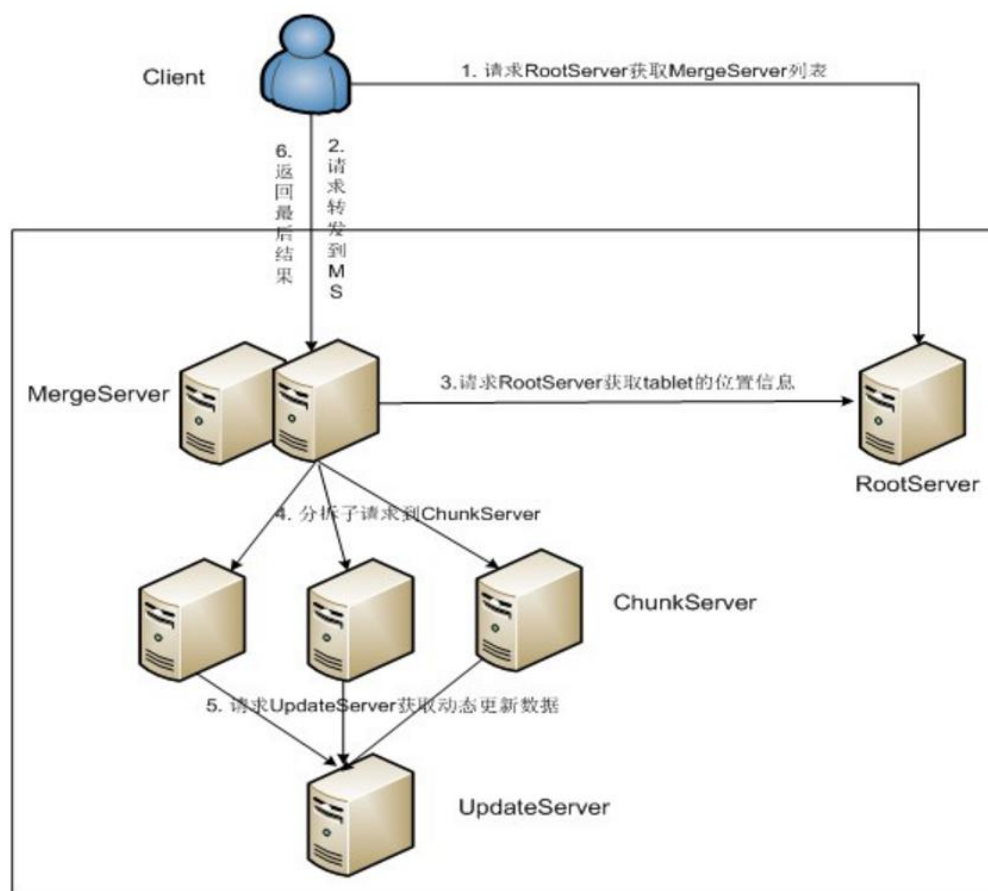 Client
1. 请求RootServer获取MergeServer列表
6.返回最后结果
2.请求转发到MS
MergeServer
3.请求RootServer获取tablet的位置信息
RootServer
4. 分拆子请求到ChunkServer
ChunkServer
5. 请求UpdateServer获取动态更新数据
UpdateServer